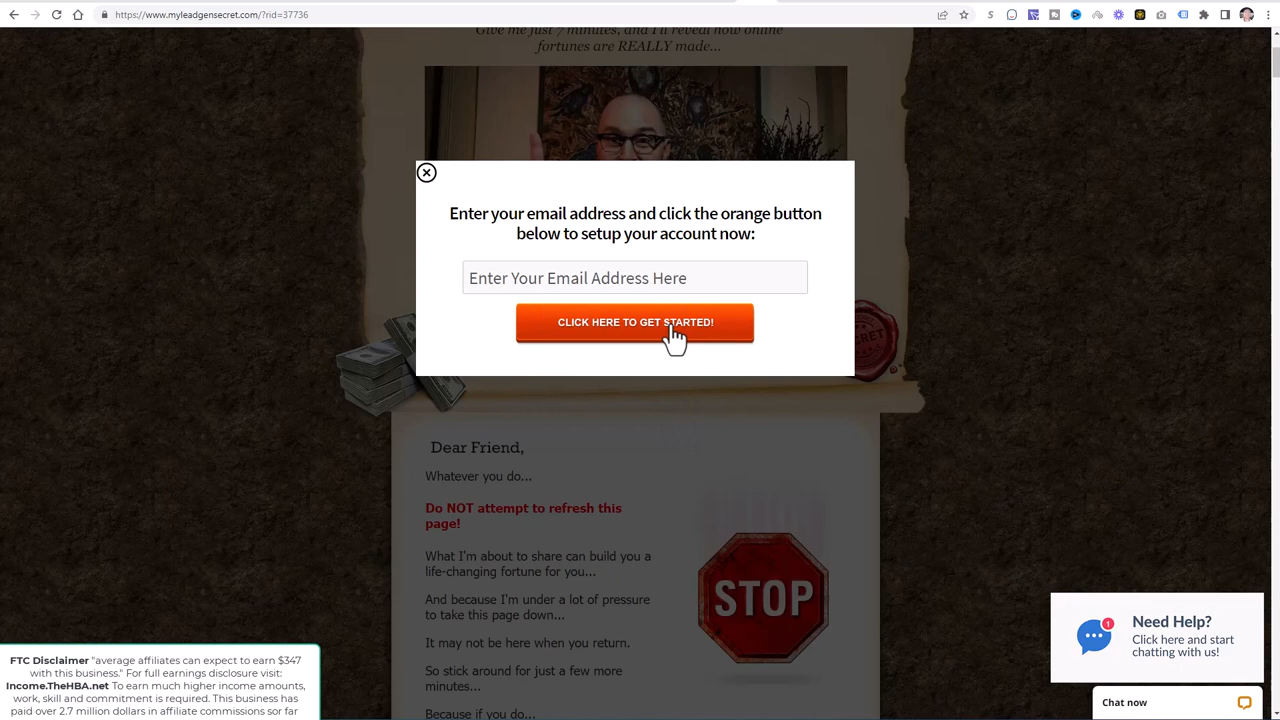 https://www.myleadgensecret.com/?rid=37736
Give me just 7 minutes, and I'll reveal how online
fortunes are REALLY made...
Enter your email address and click the orange button
below to setup your account now:
Enter Your Email Address Here
CLICK HERE TO GET STARTED!
Dear Friend,
Whatever you do...
Do NOT attempt to refresh this
page!
What I'm about to share can build you a
life-changing fortune for you...
And because I'm under a lot of pressure
to take this page down...
It may not be here when you return.
So stick around for just a few more
minutes...
Because if you do...
STOP
Need Help?
1
Click here and start
chatting with us!
Chat now
FTC Disclaimer "average affiliates can expect to earn $347
with this business." For full earnings disclosure visit:
Income.TheHBA.net To earn much higher income amounts,
work, skill and commitment is required. This business has
paid over 2.7 million dollars in affiliate commissions sor far